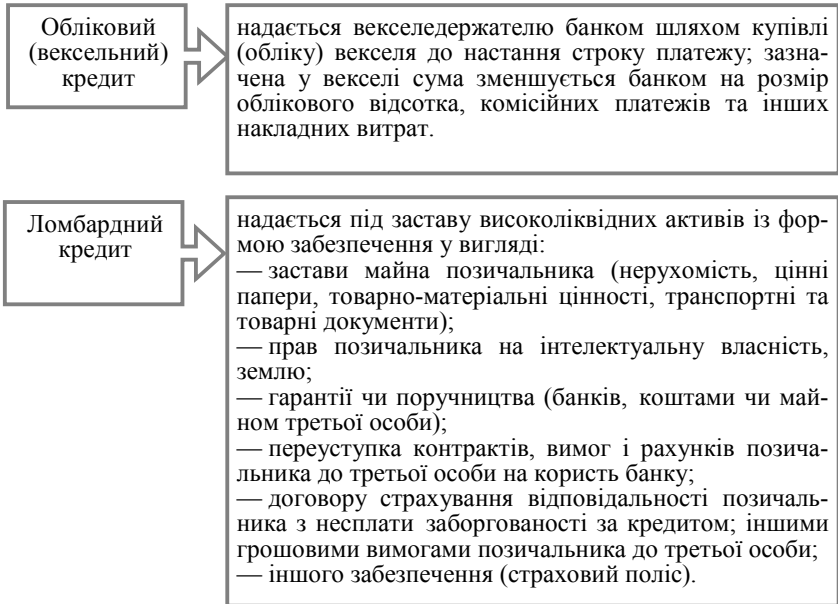 Обліковий
(вексельний)
кредит
надається векселедержателю банком шляхом купівлі
(обліку) векселя до настання строку платежу; зазна-
чена у векселі сума зменшується банком на розмір
облікового відсотка, комісійних платежів та інших
накладних витрат.
Ломбардний
кредит
надається під заставу високоліквідних активів із фор-
мою забезпечення у вигляді:
— застави майна позичальника (нерухомість, цінні
папери, товарно-матеріальні цінності, транспортні та
товарні документи);
— прав позичальника на інтелектуальну власність,
землю;
— гарантії чи поручництва (банків, коштами чи май-
ном третьої особи);
— переуступка контрактів, вимог і рахунків позича-
льника до третьої особи на користь банку;
— договору страхування відповідальності позичаль-
ника з несплати заборгованості за кредитом; іншими
грошовими вимогами позичальника до третьої особи;
— іншого забезпечення (страховий поліс).